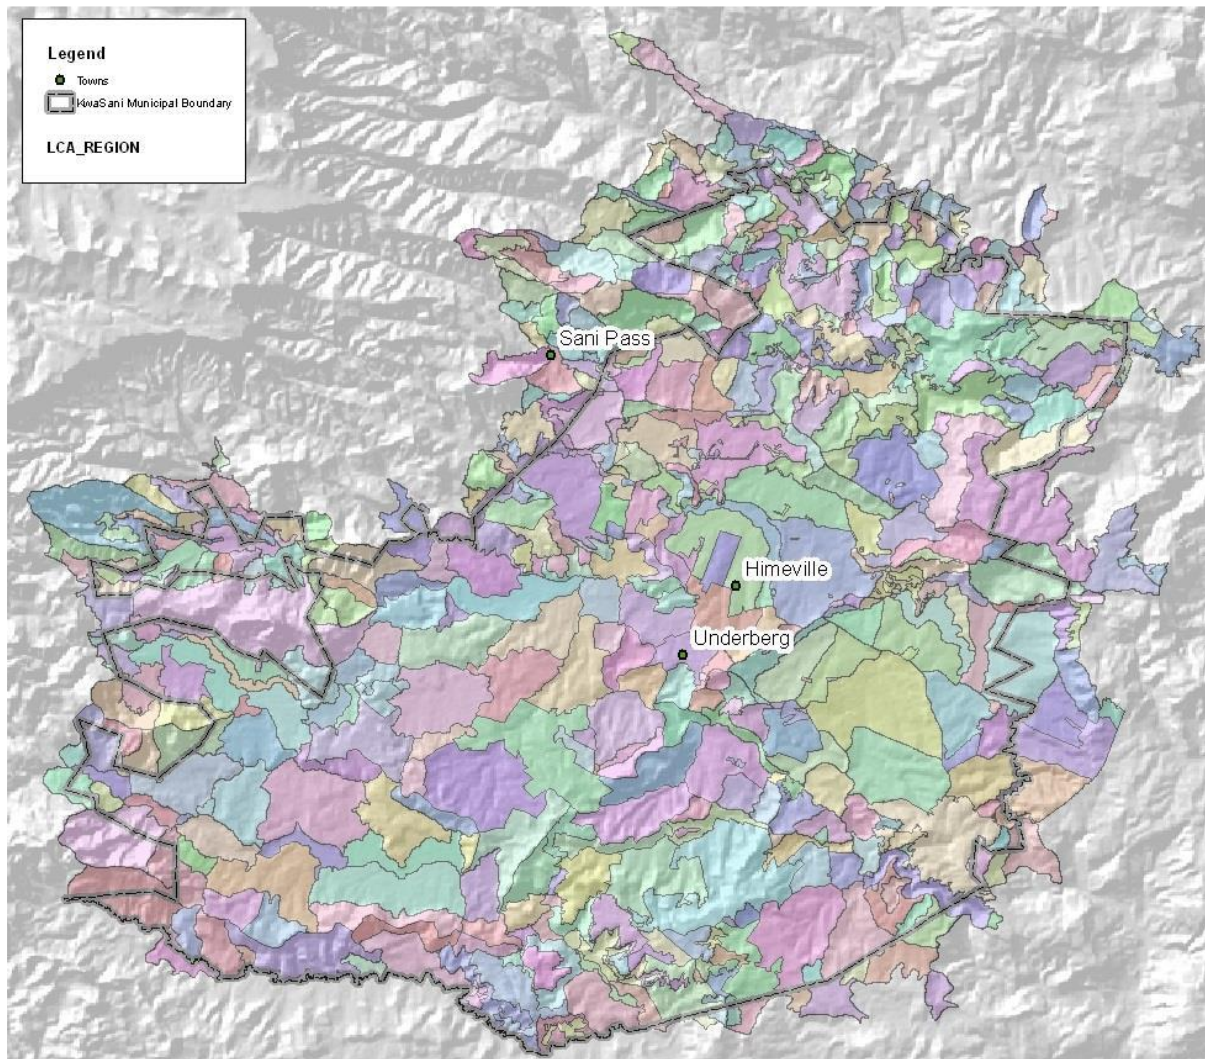 Legend
Towns
KwaSani Municipal Boundary
LCA_REGION
Sani Pass
Himeville
Underberg